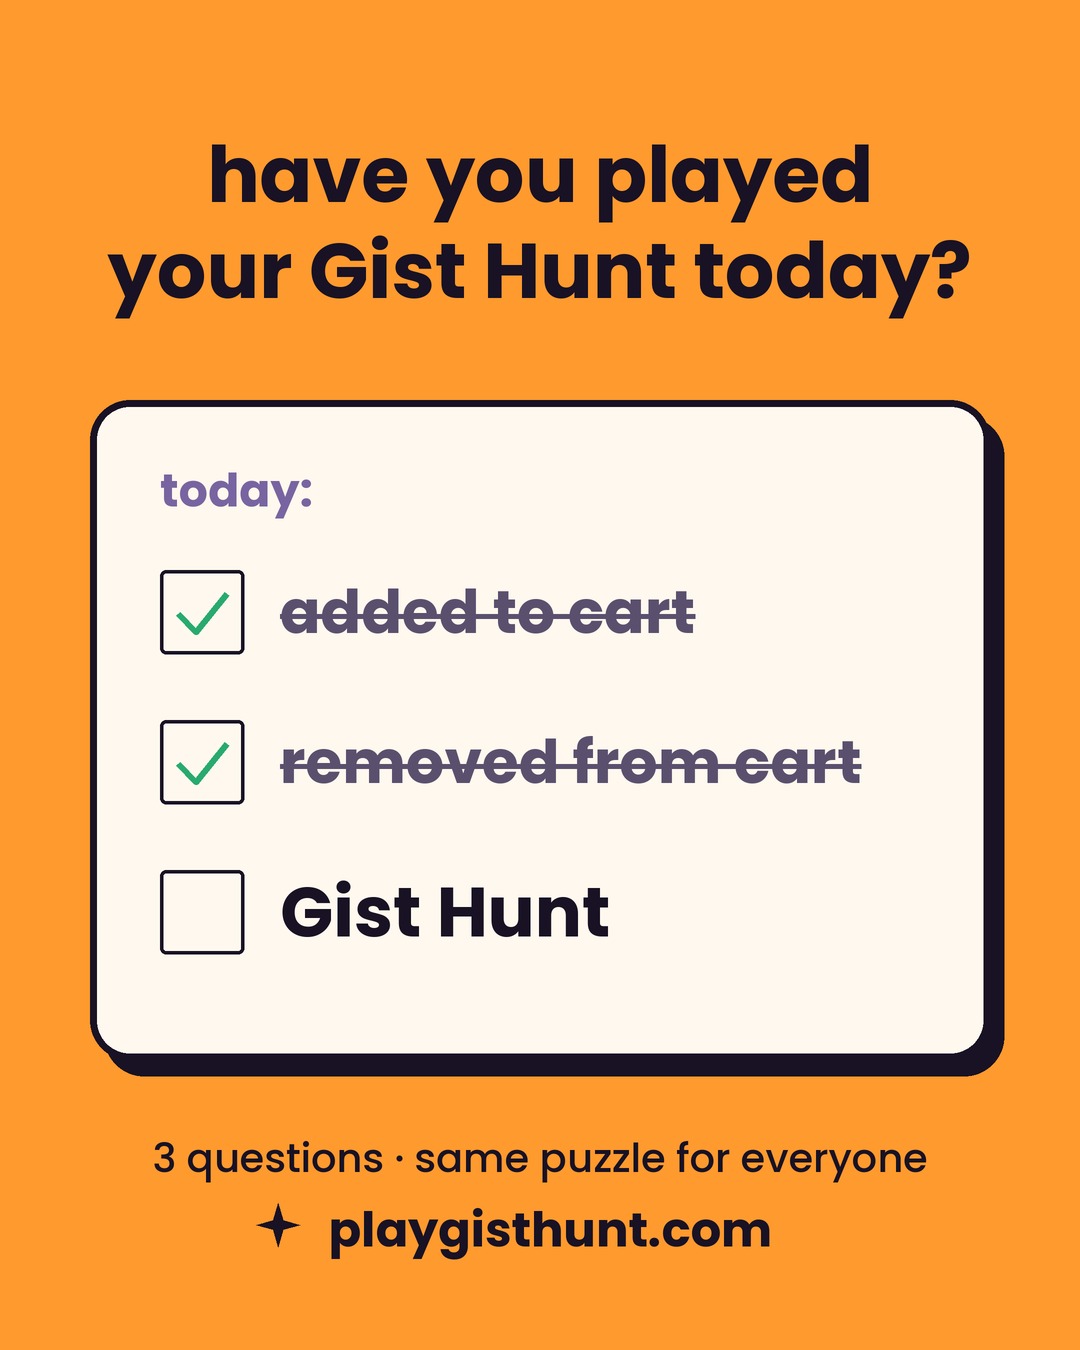 have you played
your Gist Hunt today?
today:
added to cart
removed from cart
Gist Hunt
3 questions · same puzzle for everyone
playgisthunt.com